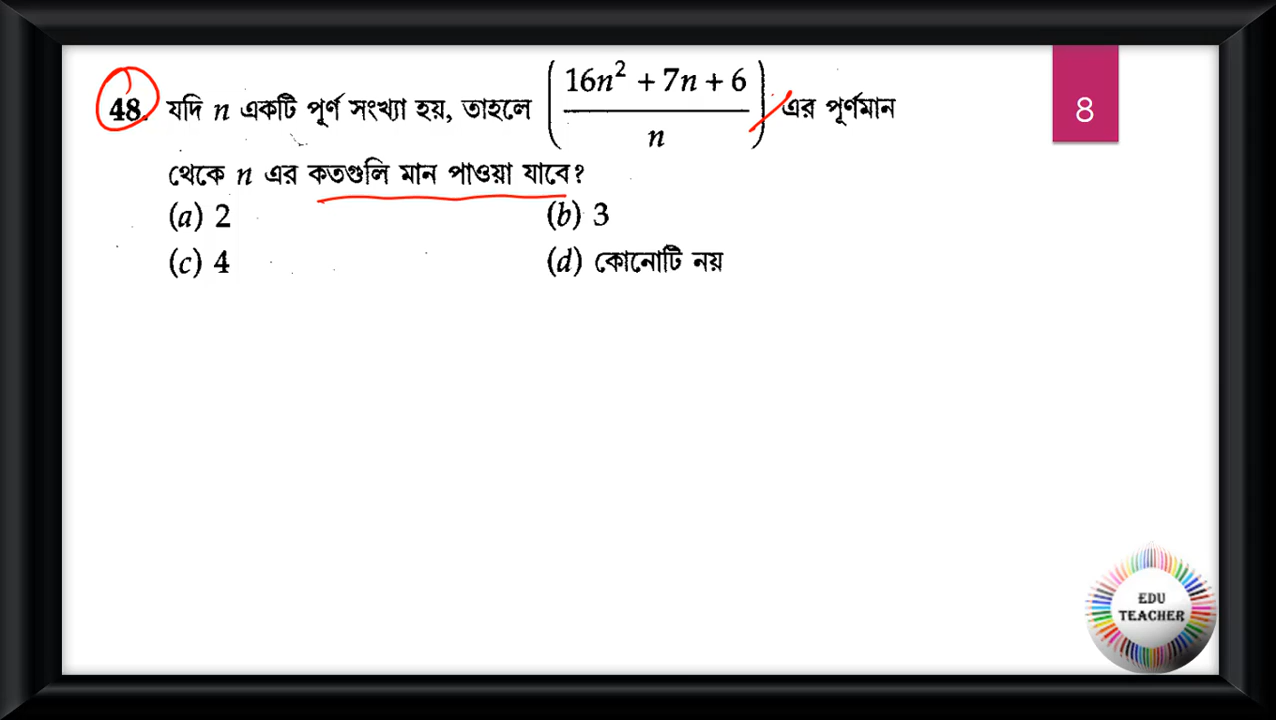 8
48. যদি n একটি পূর্ণ সংখ্যা হয়, তাহলে ((16n² + 7n + 6)/n) এর পূর্ণমান
থেকে n এর কতগুলি মান পাওয়া যাবে?
(a) 2 (b) 3
(c) 4 (d) কোনোটি নয়
EDU
TEACHER